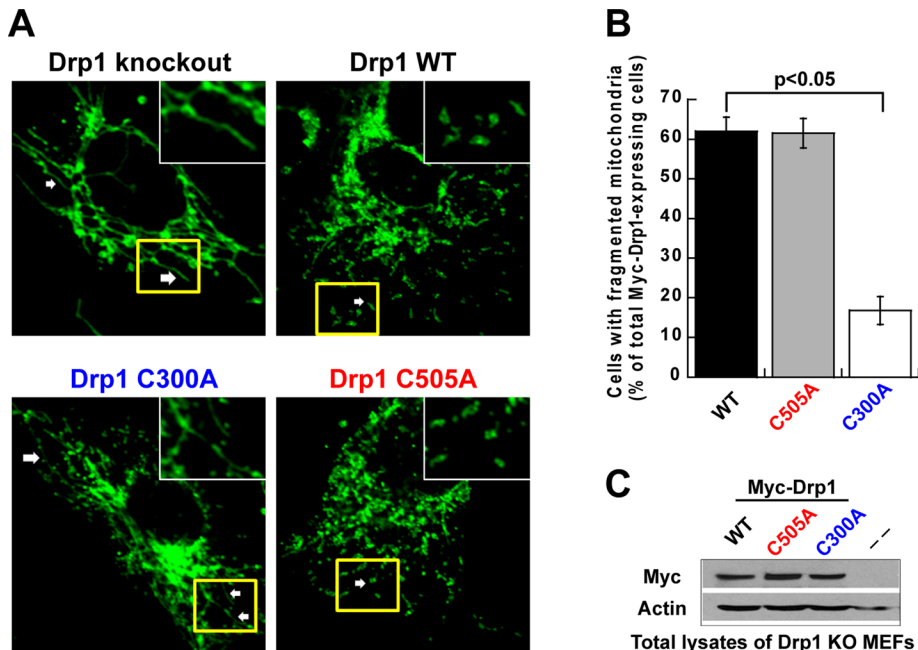 A
Drp1 knockout
Drp1 WT
Drp1 C300A
Drp1 C505A
B
p<0.05
Cells with fragmented mitochondria
(% of total Myc-Drp1-expressing cells)
70
60
50
40
30
20
10
0
WT
C505A
C300A
C
Myc-Drp1
WT
C505A
C300A
– –
Myc
Actin
Total lysates of Drp1 KO MEFs